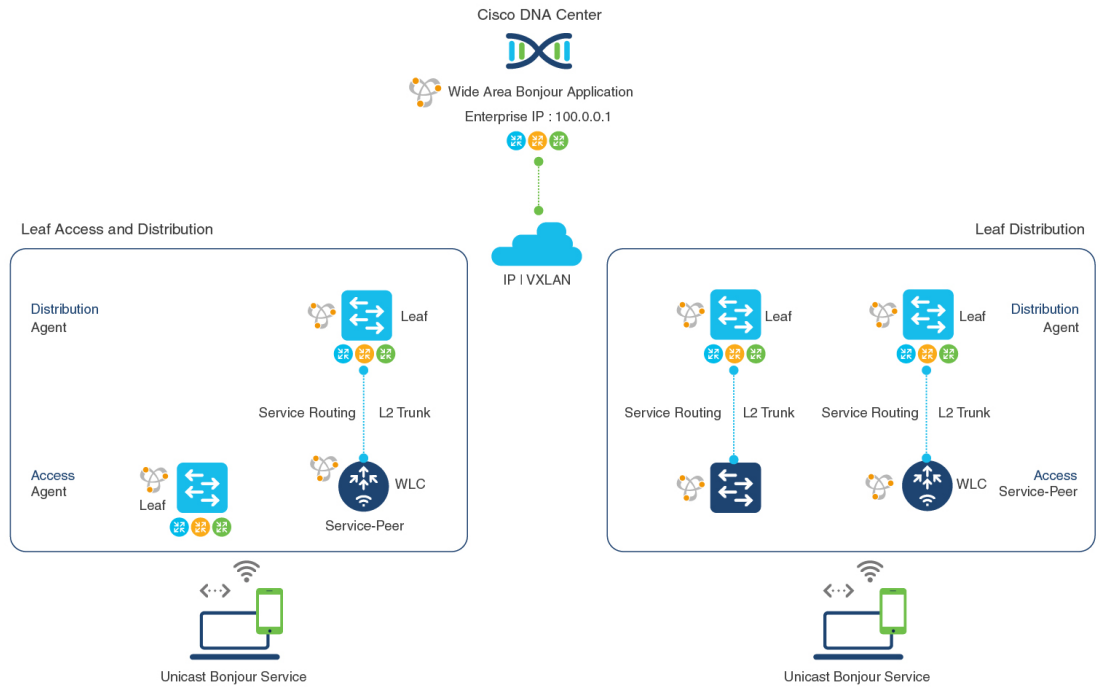 Cisco DNA Center
Wide Area Bonjour Application
Enterprise IP : 100.0.0.1
IP | VXLAN
Leaf Access and Distribution
Distribution
Agent
Leaf
Service Routing
L2 Trunk
Access
Agent
Leaf
WLC
Service-Peer
Unicast Bonjour Service
Leaf Distribution
Leaf
Leaf
Distribution
Agent
Service Routing
L2 Trunk
Service Routing
L2 Trunk
WLC
Access
Service-Peer
Unicast Bonjour Service